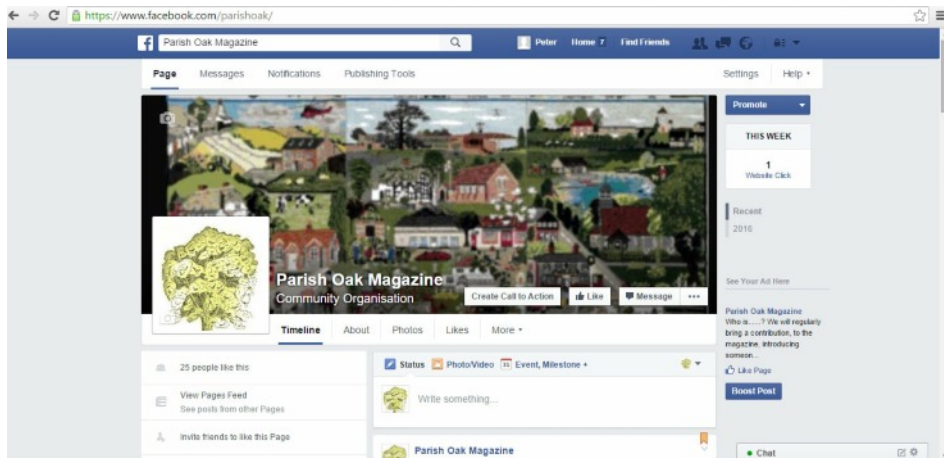 https://www.facebook.com/parishoak/
Parish Oak Magazine
Peter Home 7 Find Friends
Page Messages Notifications Publishing Tools Settings Help
Promote
THIS WEEK
1
Website Click
Recent
2016
Parish Oak Magazine
Community Organisation
Create Call to Action Like Message
Timeline About Photos Likes More
See Your Ad Here
Parish Oak Magazine
Who is.....? We will regularly
bring a contribution, to the
magazine, introducing
someon...
Like Page
Boost Post
25 people like this
View Pages Feed
See posts from other Pages
Invite friends to like this Page
Status Photo/Video 31 Event, Milestone +
Write something...
Parish Oak Magazine
Chat